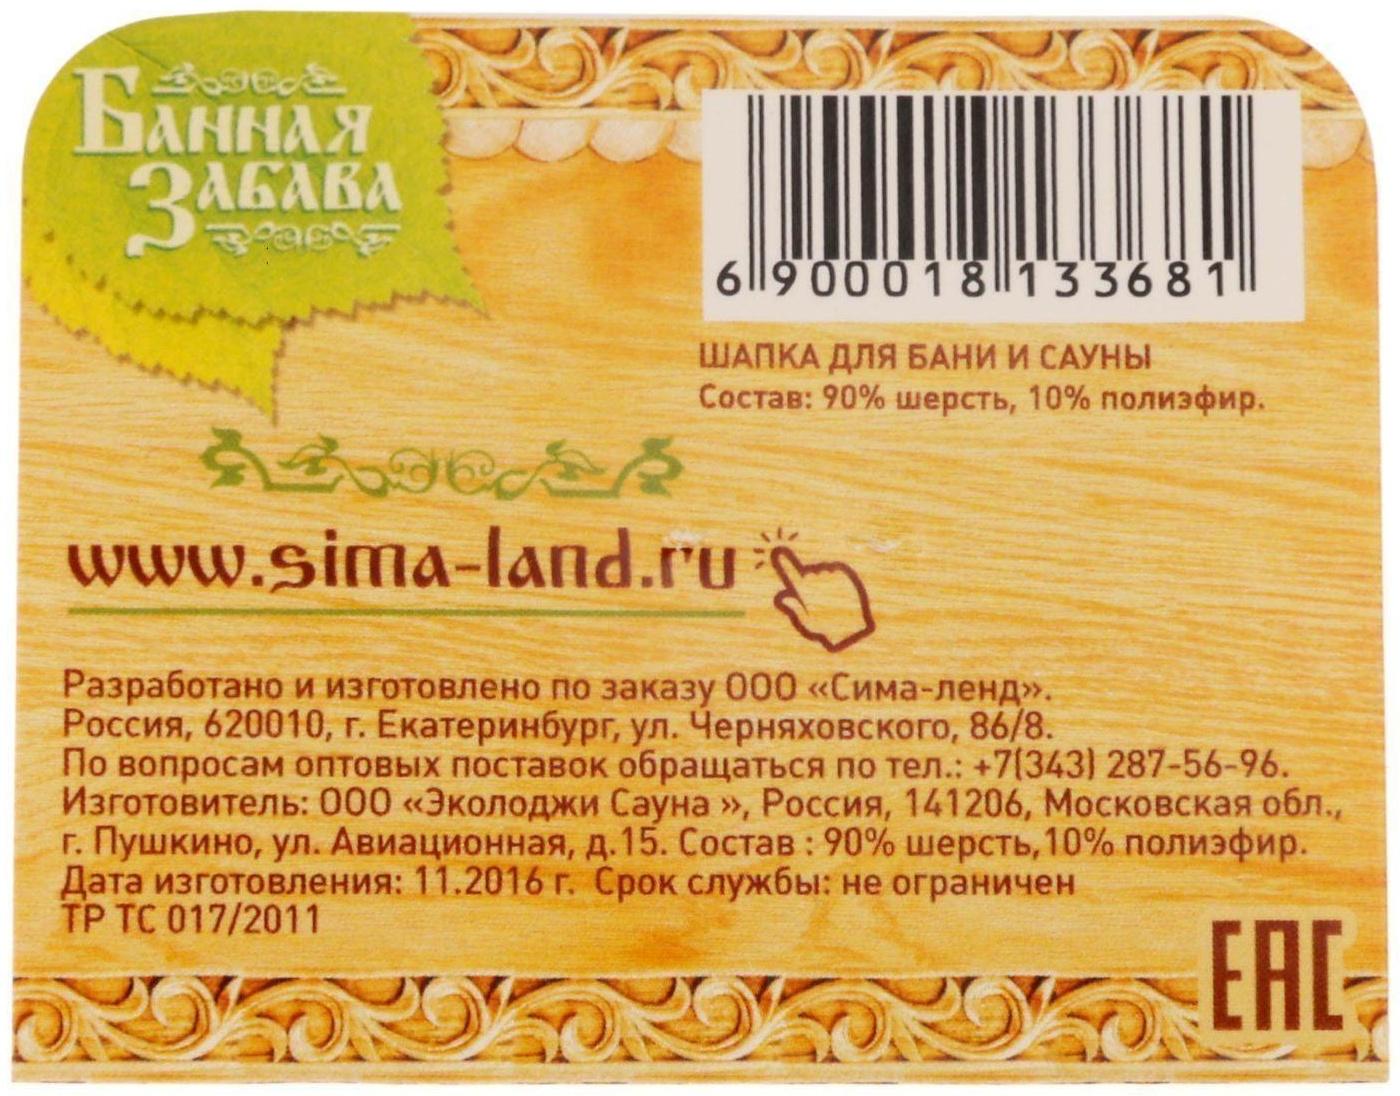 Банная
Забава
6 900018 133681
ШАПКА ДЛЯ БАНИ И САУНЫ
Состав: 90% шерсть, 10% полиэфир.
www.sima-land.ru
Разработано и изготовлено по заказу ООО «Сима-ленд».
Россия, 620010, г. Екатеринбург, ул. Черняховского, 86/8.
По вопросам оптовых поставок обращаться по тел.: +7(343) 287-56-96.
Изготовитель: ООО «Эколоджи Сауна », Россия, 141206, Московская обл.,
г. Пушкино, ул. Авиационная, д.15. Состав : 90% шерсть,10% полиэфир.
Дата изготовления: 11.2016 г. Срок службы: не ограничен
ТР ТС 017/2011
ЕАС